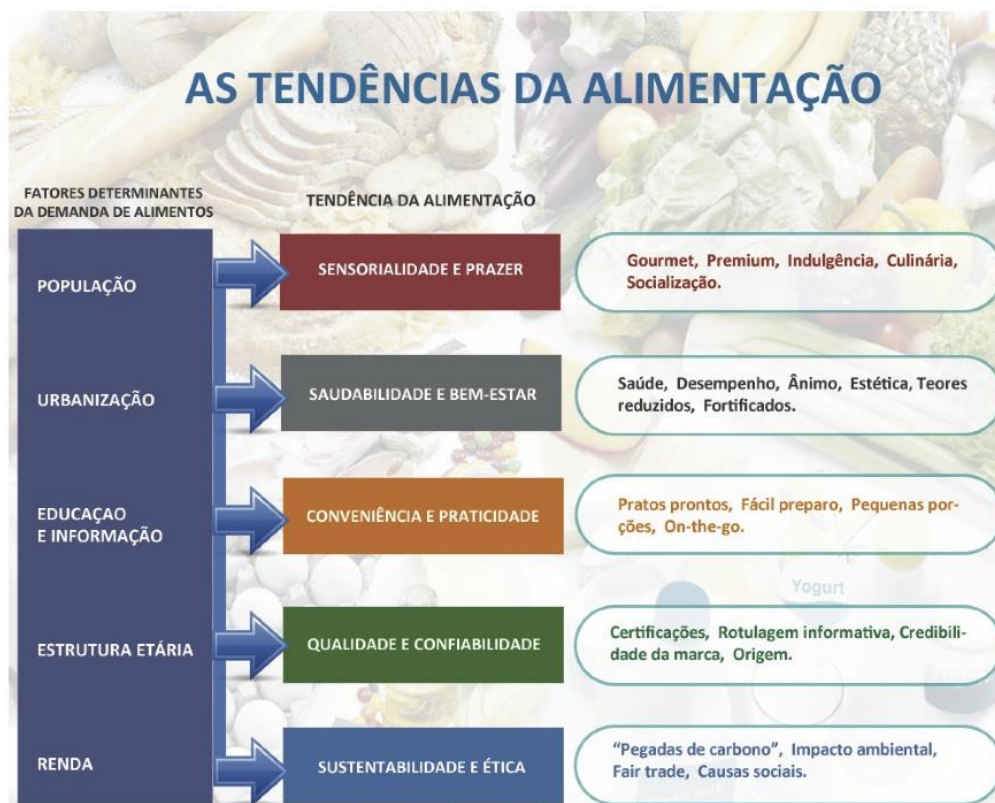 AS TENDÊNCIAS DA ALIMENTAÇÃO
FATORES DETERMINANTES
DA DEMANDA DE ALIMENTOS
TENDÊNCIA DA ALIMENTAÇÃO
POPULAÇÃO
SENSORIALIDADE E PRAZER
Gourmet, Premium, Indulgência, Culinária,
Socialização.
URBANIZAÇÃO
SAUDABILIDADE E BEM-ESTAR
Saúde, Desempenho, Ânimo, Estética, Teores
reduzidos, Fortificados.
EDUCAÇAO
E INFORMAÇÃO
CONVENIÊNCIA E PRATICIDADE
Pratos prontos, Fácil preparo, Pequenas por-
ções, On-the-go.
Yogurt
ESTRUTURA ETÁRIA
QUALIDADE E CONFIABILIDADE
Certificações, Rotulagem informativa, Credibili-
dade da marca, Origem.
RENDA
SUSTENTABILIDADE E ÉTICA
“Pegadas de carbono”, Impacto ambiental,
Fair trade, Causas sociais.